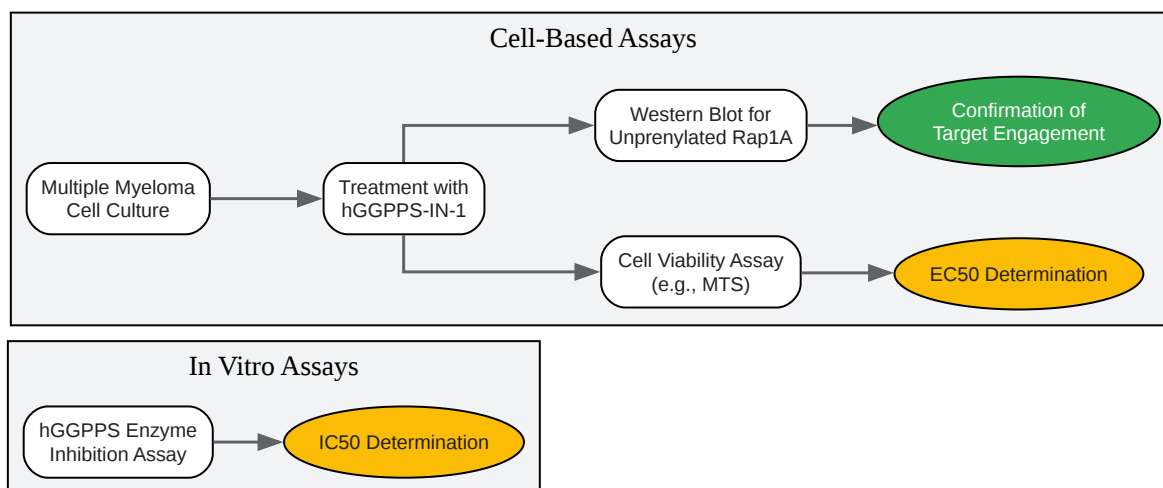 Cell-Based Assays
Multiple Myeloma
Cell Culture
Treatment with
hGGPPS-IN-1
Western Blot for
Unprenylated Rap1A
Confirmation of
Target Engagement
Cell Viability Assay
(e.g., MTS)
EC50 Determination
In Vitro Assays
hGGPPS Enzyme
Inhibition Assay
IC50 Determination